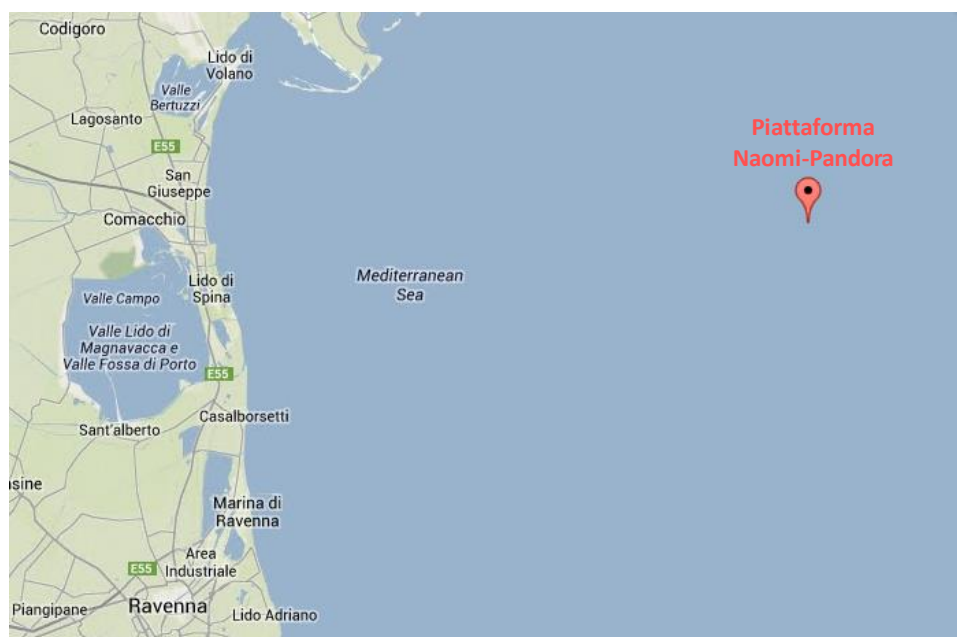 Codigoro
Lido di
Volano
Valle
Bertuzzi
Lagosanto
E55
Piattaforma
Naomi-Pandora
San
Giuseppe
Comacchio
Mediterranean
Sea
Lido di
Spina
Valle Campo
Valle Lido di
Magnavacca e
Valle Fossa di Porto
E55
Casalborsetti
Sant'alberto
asine
Marina di
Ravenna
Area
Industriale
E55
Ravenna
Piangipane
Lido Adriano